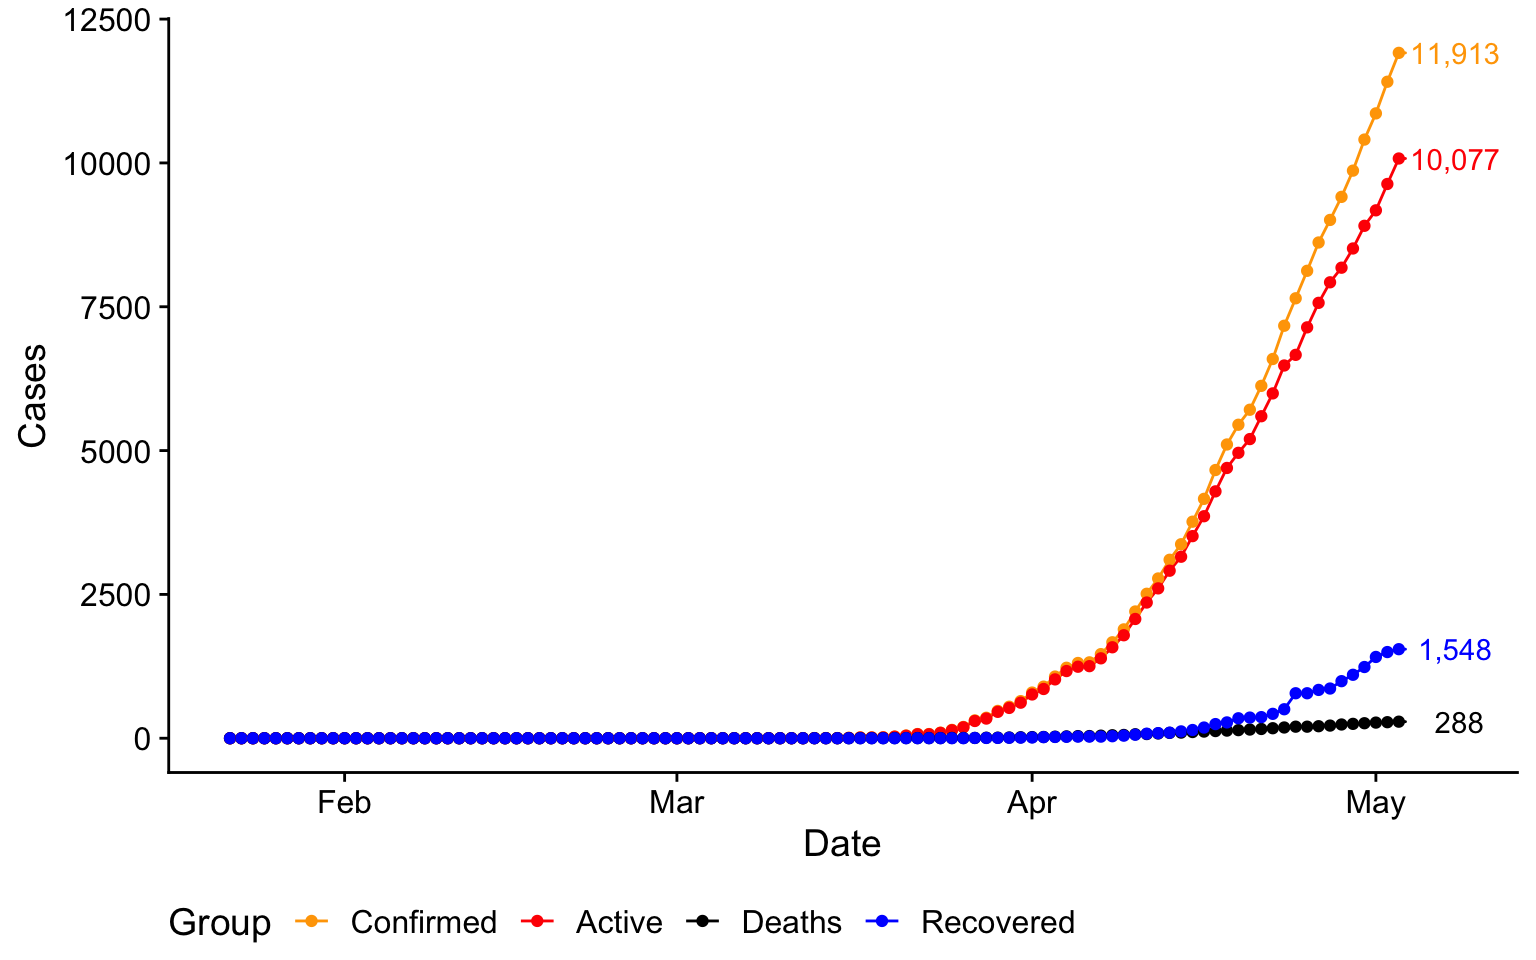 12500
10000
7500
5000
2500
0
Cases
11,913
10,077
1,548
288
Feb Mar Apr May
Date
Group Confirmed Active Deaths Recovered